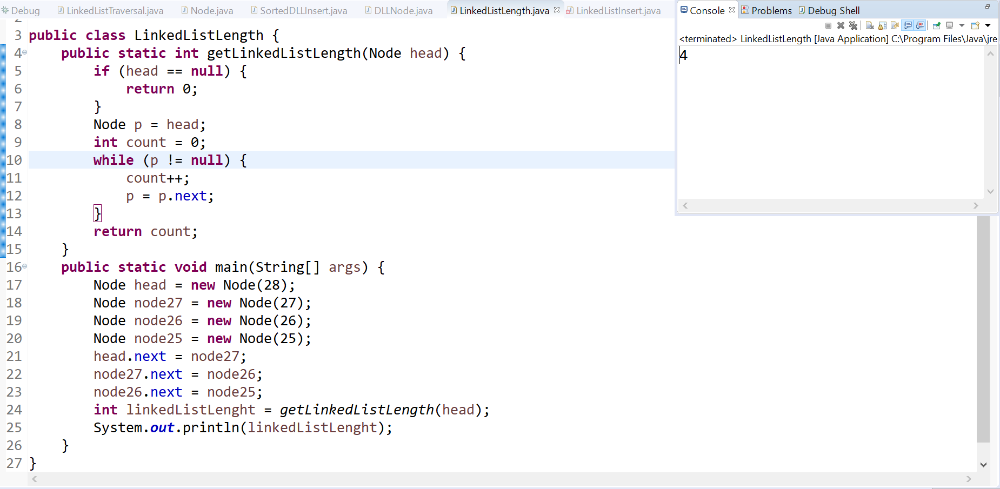 Debug LinkedListTraversal.java Node.java SortedDLLInsert.java DLLNode.java LinkedListLength.java LinkedListInsert.java
Console Problems Debug Shell
<terminated> LinkedListLength [Java Application] C:\Program Files\Java\jre
4
2
3 public class LinkedListLength {
4 public static int getLinkedListLength(Node head) {
5 if (head == null) {
6 return 0;
7 }
8 Node p = head;
9 int count = 0;
10 while (p != null) {
11 count++;
12 p = p.next;
13 }
14 return count;
15 }
16 public static void main(String[] args) {
17 Node head = new Node(28);
18 Node node27 = new Node(27);
19 Node node26 = new Node(26);
20 Node node25 = new Node(25);
21 head.next = node27;
22 node27.next = node26;
23 node26.next = node25;
24 int linkedListLenght = getLinkedListLength(head);
25 System.out.println(linkedListLenght);
26 }
27 }